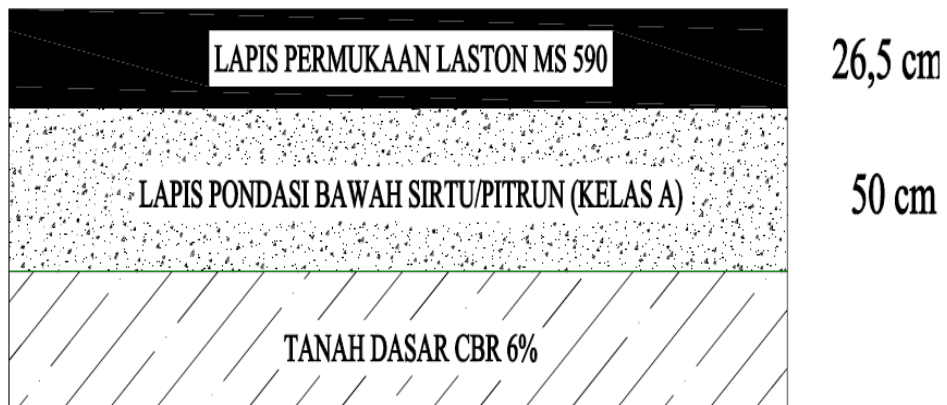 LAPIS PERMUKAAN LASTON MS 590
26,5 cm
LAPIS PONDASI BAWAH SIRTU/PITRUN (KELAS A)
50 cm
TANAH DASAR CBR 6%